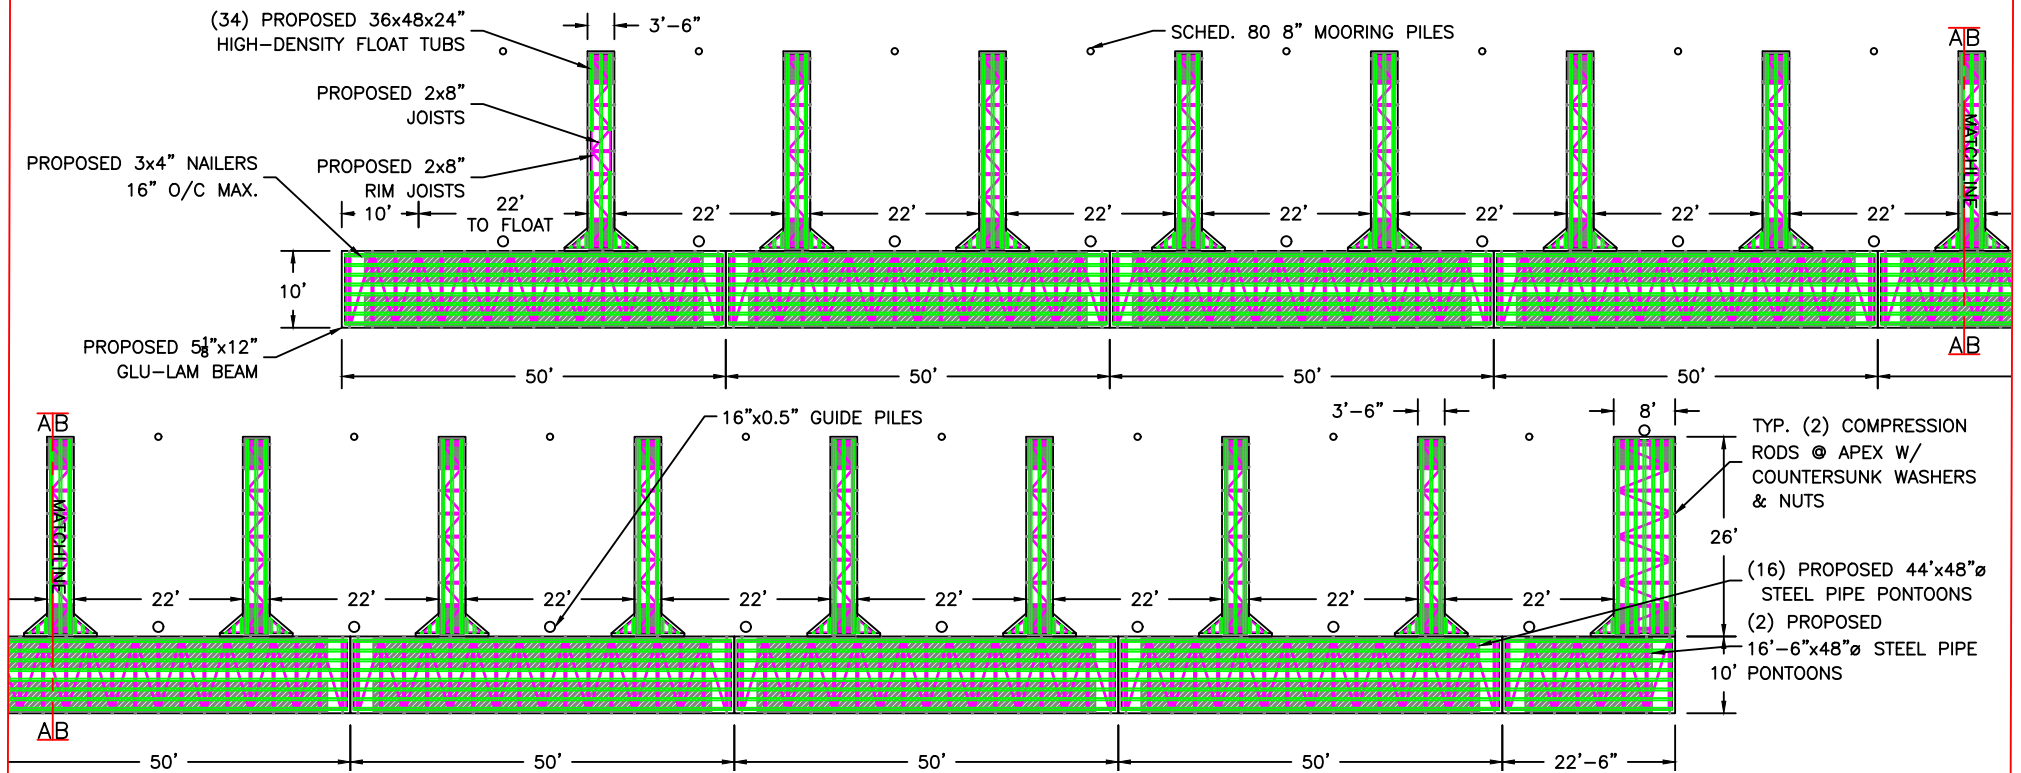 (34) PROPOSED 36x48x24"
HIGH-DENSITY FLOAT TUBS
3'-6"
SCHED. 80 8" MOORING PILES
AB
PROPOSED 2x8"
JOISTS
MATCHLINE
PROPOSED 3x4" NAILERS
16" O/C MAX.
PROPOSED 2x8"
RIM JOISTS
10'
22'
TO FLOAT
22'
22'
22'
22'
22'
22'
22'
10'
PROPOSED 5 1/8"x12"
GLU-LAM BEAM
AB
50'
50'
50'
50'
AB
16"x0.5" GUIDE PILES
3'-6"
8'
TYP. (2) COMPRESSION
RODS @ APEX W/
COUNTERSUNK WASHERS
& NUTS
MATCHLINE
26'
(16) PROPOSED 44'x48"ø
STEEL PIPE PONTOONS
22'
22'
22'
22'
22'
22'
22'
22'
(2) PROPOSED
16'-6"x48"ø STEEL PIPE
PONTOONS
10'
AB
50'
50'
50'
50'
22'-6"